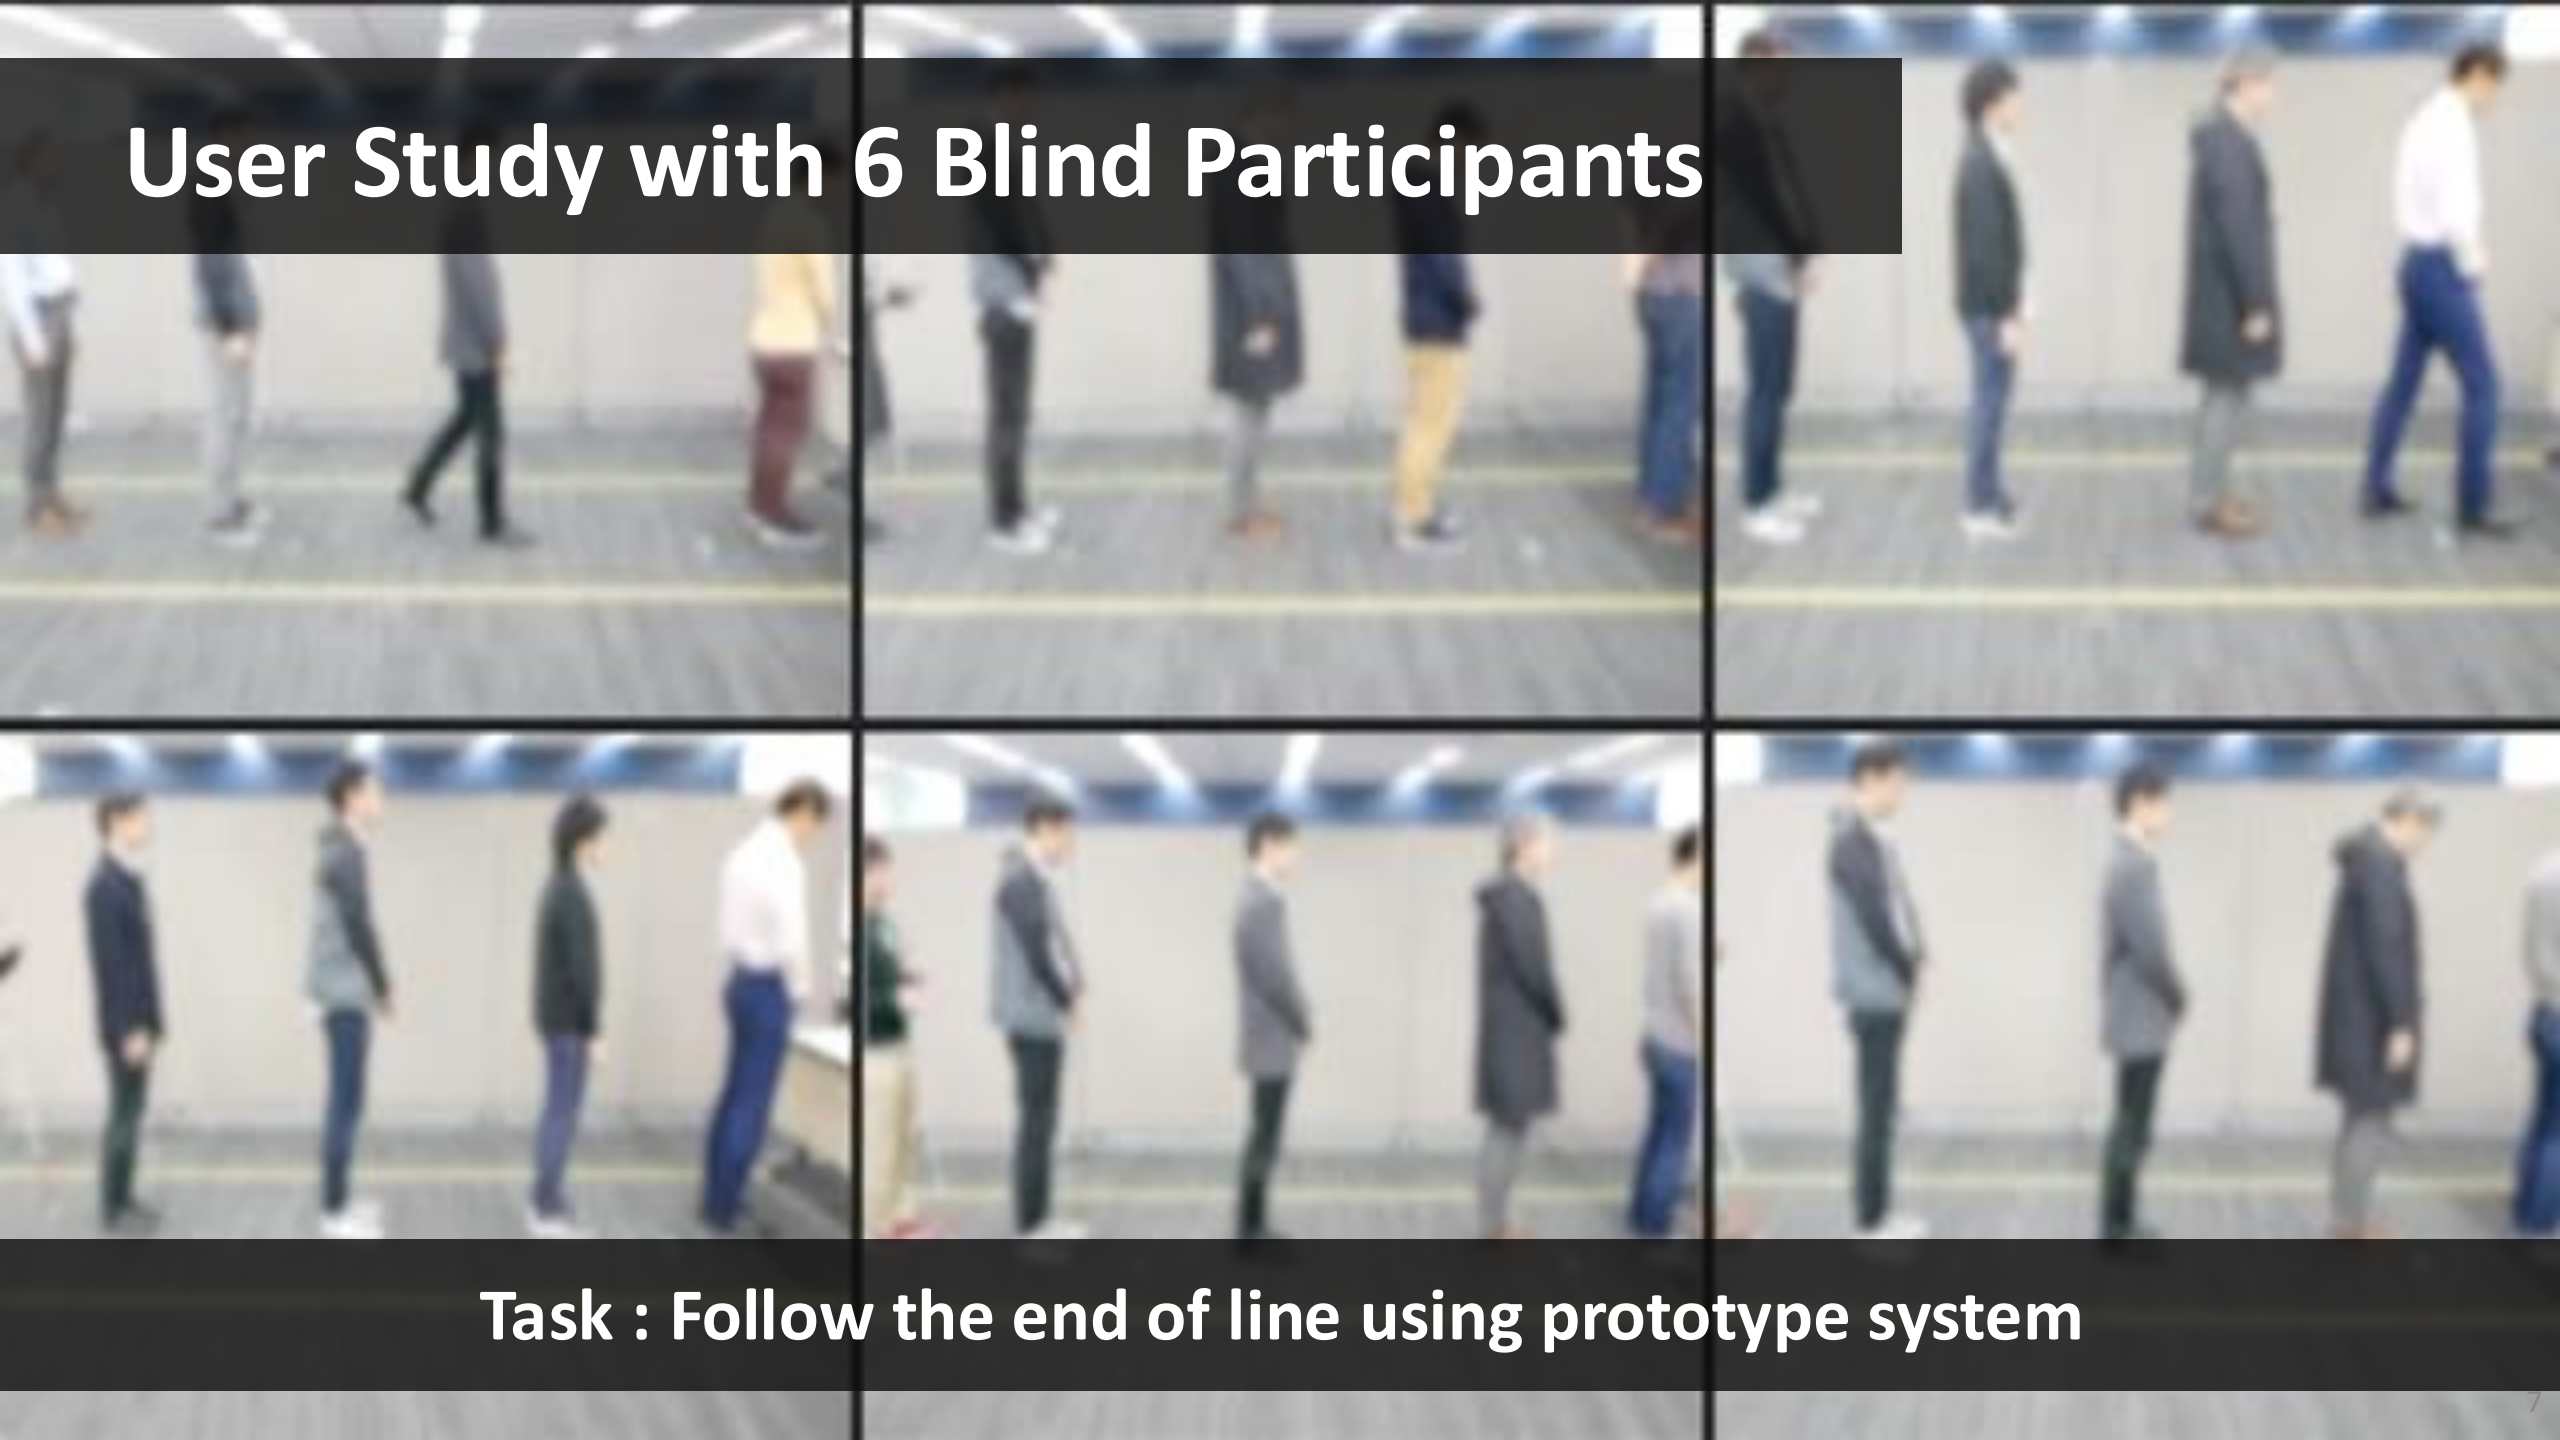 User Study with 6 Blind Participants
Task : Follow the end of line using prototype system
7